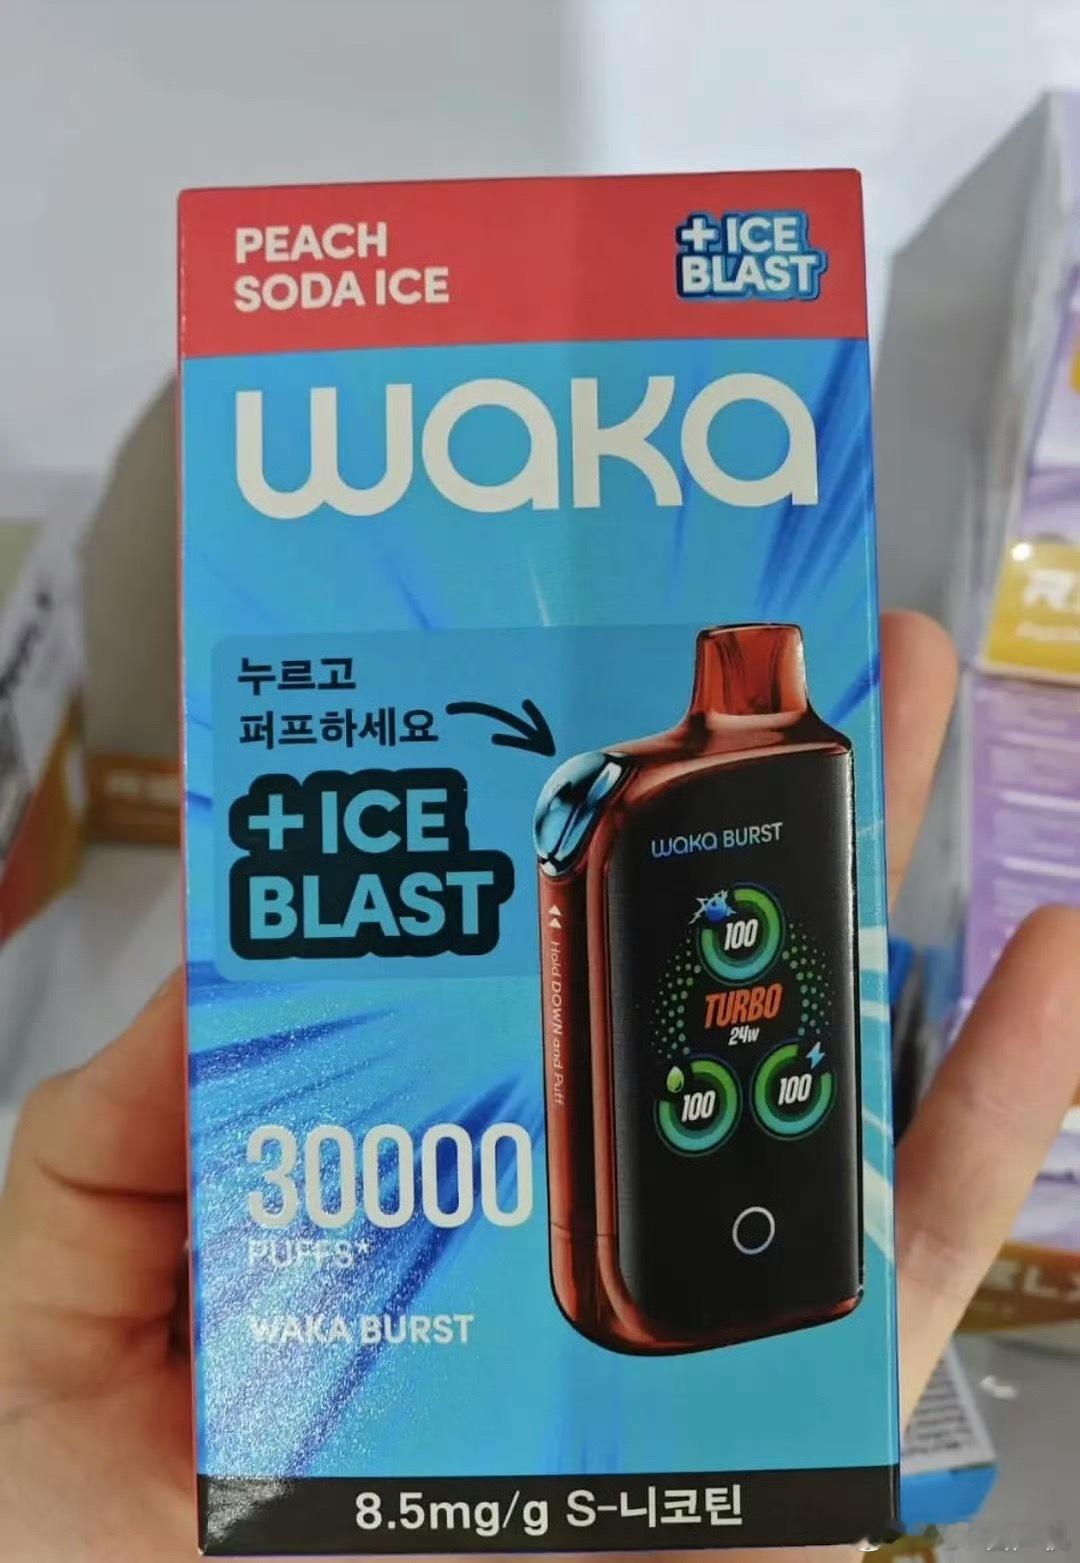 PEACH
SODA ICE
+ ICE
BLAST
waka
누르고
퍼프하세요
+ ICE
BLAST
WAKA BURST
100
TURBO
24W
100
100
Hold DOWN and Puff
30000
PUFFS*
WAKA BURST
8.5mg/g S-니코틴